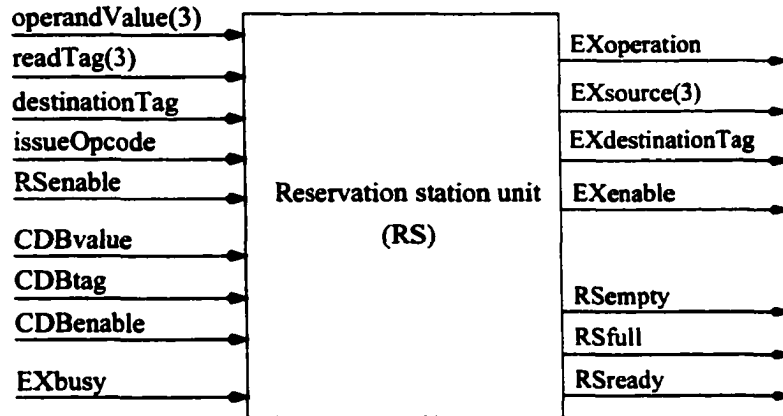 operandValue(3)
readTag(3)
destinationTag
issueOpcode
RSenable
CDBvalue
CDBtag
CDBenable
EXbusy
Reservation station unit
(RS)
EXoperation
EXsource(3)
EXdestinationTag
EXenable
RSempty
RSfull
RSready